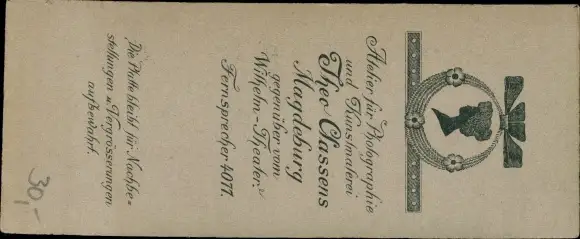 Atelier für Photographie
und Kunstmalerei
Theo Classens
Magdeburg
gegenüber vom
Wilhelm-Theater.
Fernsprecher 4077.
Die Platte bleibt für Nachbe=
stellungen u. Vergrösserungen
aufbewahrt.
30,-